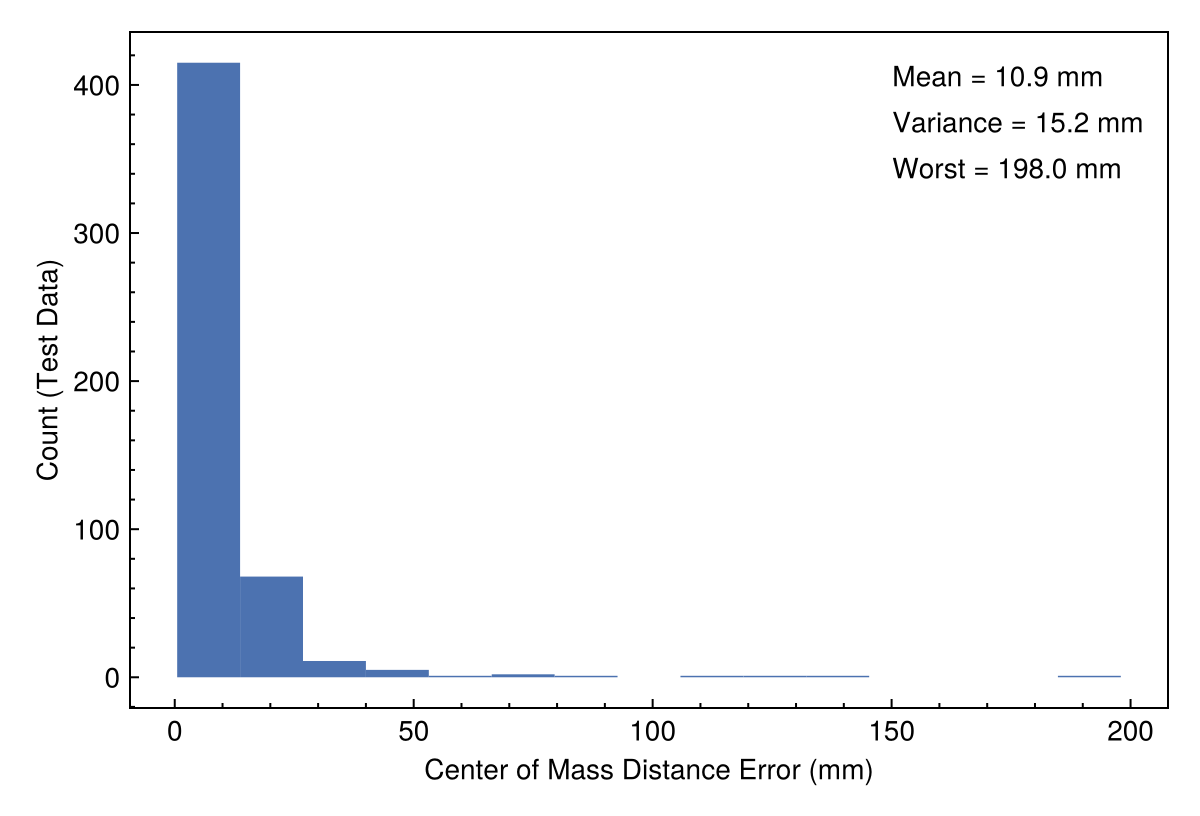 Mean = 10.9 mm
Variance = 15.2 mm
Worst = 198.0 mm
Count (Test Data)
400
300
200
100
0
0 50 100 150 200
Center of Mass Distance Error (mm)